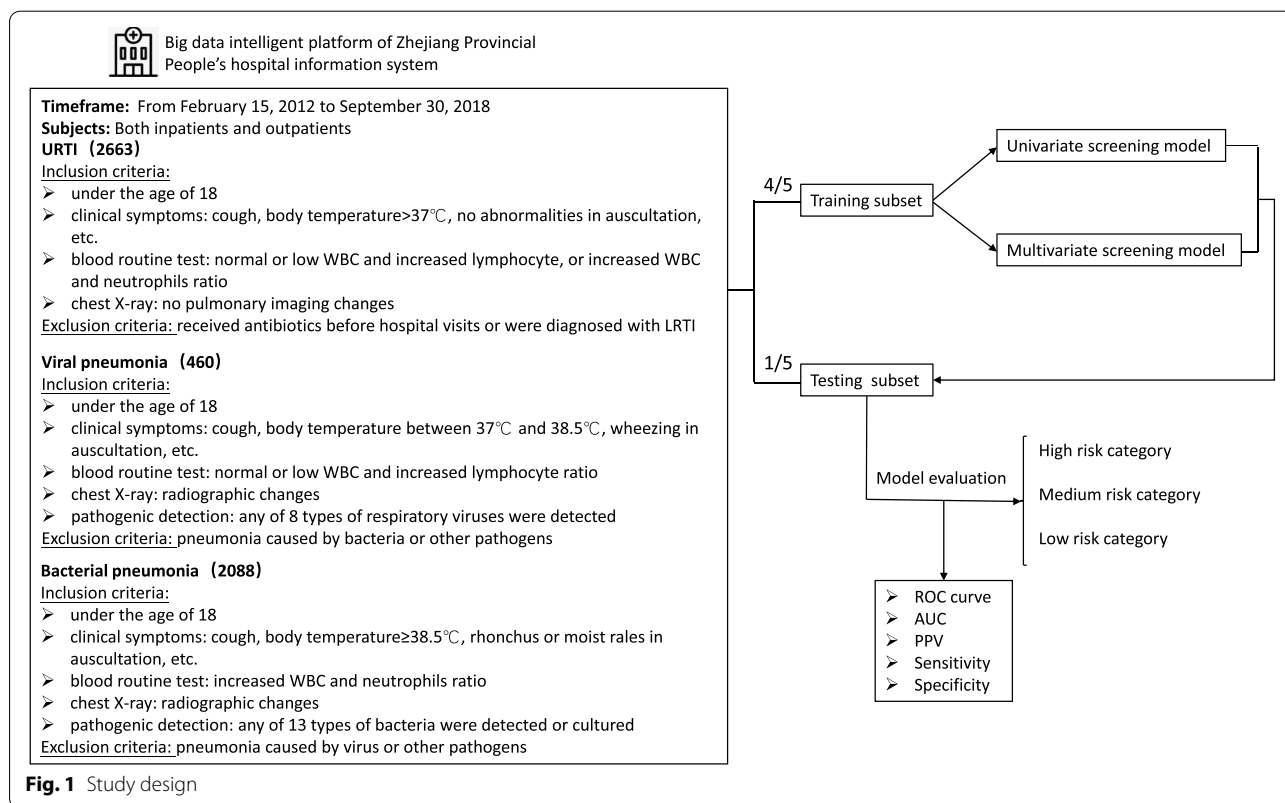 Big data intelligent platform of Zhejiang Provincial
People's hospital information system
Timeframe: From February 15, 2012 to September 30, 2018
Subjects: Both inpatients and outpatients
URTI (2663)
Inclusion criteria:
➢ under the age of 18
➢ clinical symptoms: cough, body temperature>37℃, no abnormalities in auscultation,
etc.
➢ blood routine test: normal or low WBC and increased lymphocyte, or increased WBC
and neutrophils ratio
➢ chest X-ray: no pulmonary imaging changes
Exclusion criteria: received antibiotics before hospital visits or were diagnosed with LRTI
Viral pneumonia (460)
Inclusion criteria:
➢ under the age of 18
➢ clinical symptoms: cough, body temperature between 37℃ and 38.5℃, wheezing in
auscultation, etc.
➢ blood routine test: normal or low WBC and increased lymphocyte ratio
➢ chest X-ray: radiographic changes
➢ pathogenic detection: any of 8 types of respiratory viruses were detected
Exclusion criteria: pneumonia caused by bacteria or other pathogens
Bacterial pneumonia (2088)
Inclusion criteria:
➢ under the age of 18
➢ clinical symptoms: cough, body temperature≥38.5℃, rhonchus or moist rales in
auscultation, etc.
➢ blood routine test: increased WBC and neutrophils ratio
➢ chest X-ray: radiographic changes
➢ pathogenic detection: any of 13 types of bacteria were detected or cultured
Exclusion criteria: pneumonia caused by virus or other pathogens
4/5
Training subset
Univariate screening model
Multivariate screening model
1/5
Testing subset
Model evaluation
High risk category
Medium risk category
Low risk category
➢ ROC curve
➢ AUC
➢ PPV
➢ Sensitivity
➢ Specificity
Fig. 1 Study design